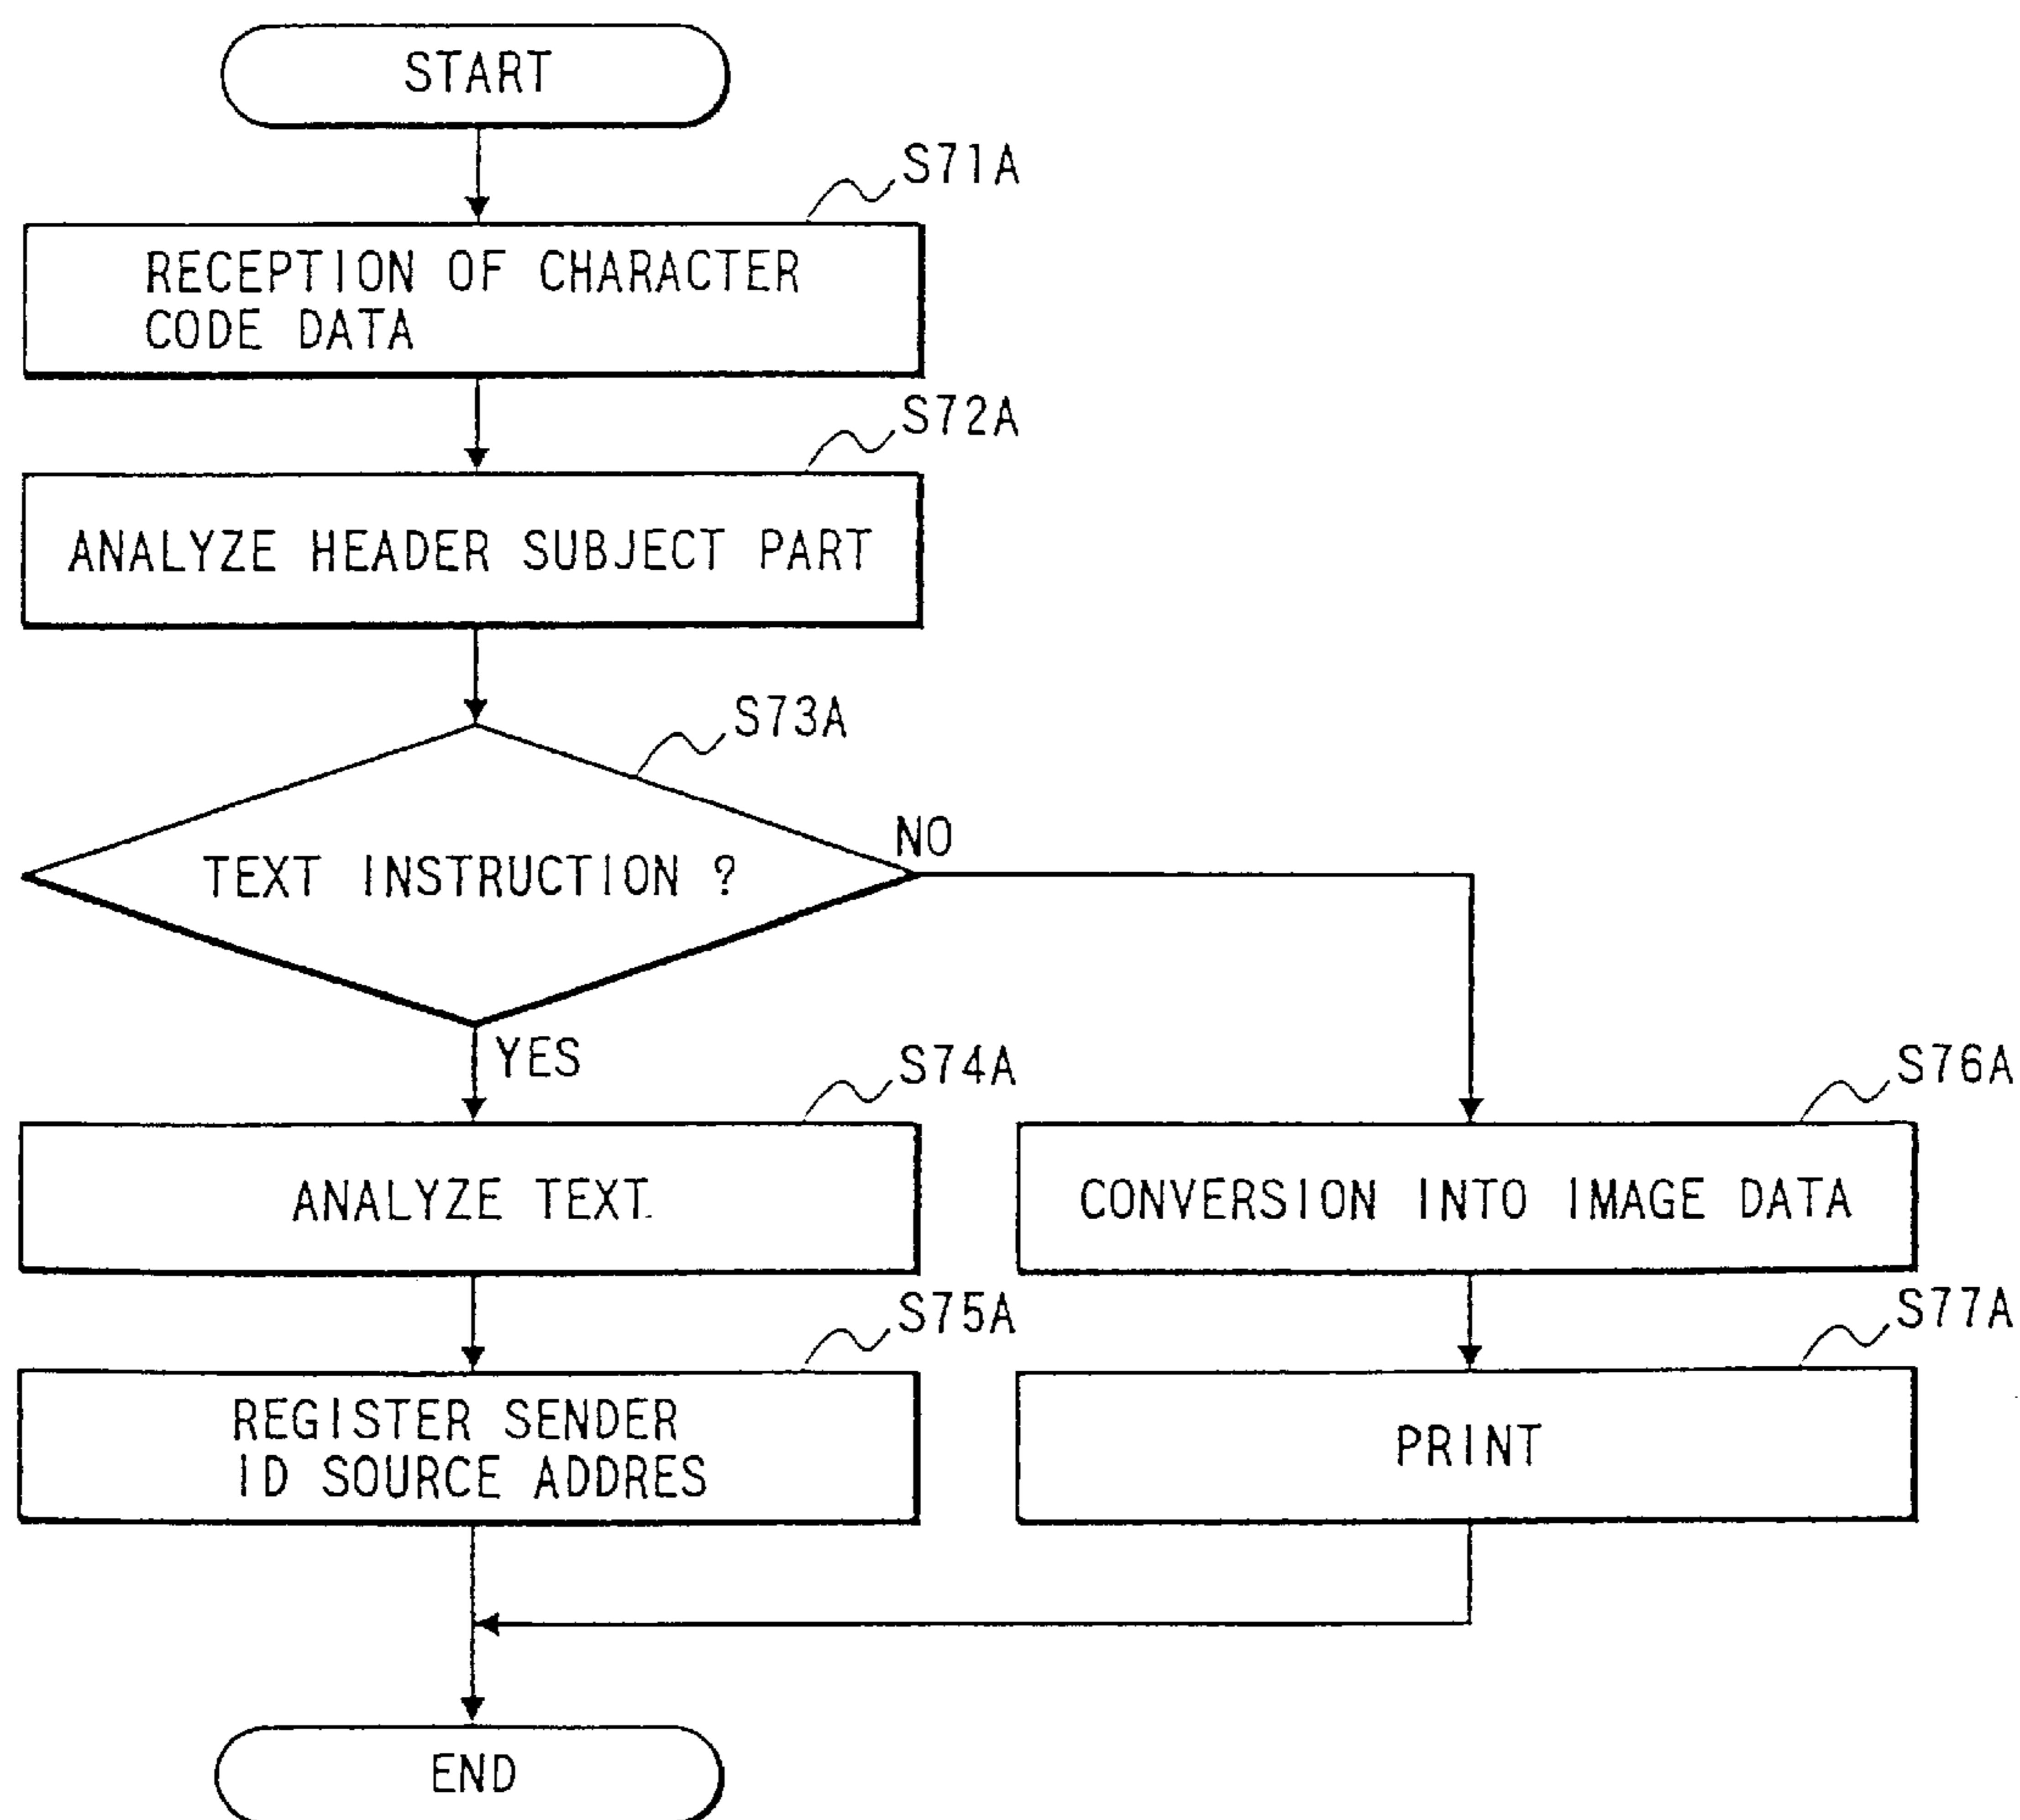 START
S71A
RECEPTION OF CHARACTER
CODE DATA
S72A
ANALYZE HEADER SUBJECT PART
S73A
TEXT INSTRUCTION ?
NO
YES
S74A
ANALYZE TEXT
S76A
CONVERSION INTO IMAGE DATA
S75A
REGISTER SENDER
ID SOURCE ADDRES
S77A
PRINT
END